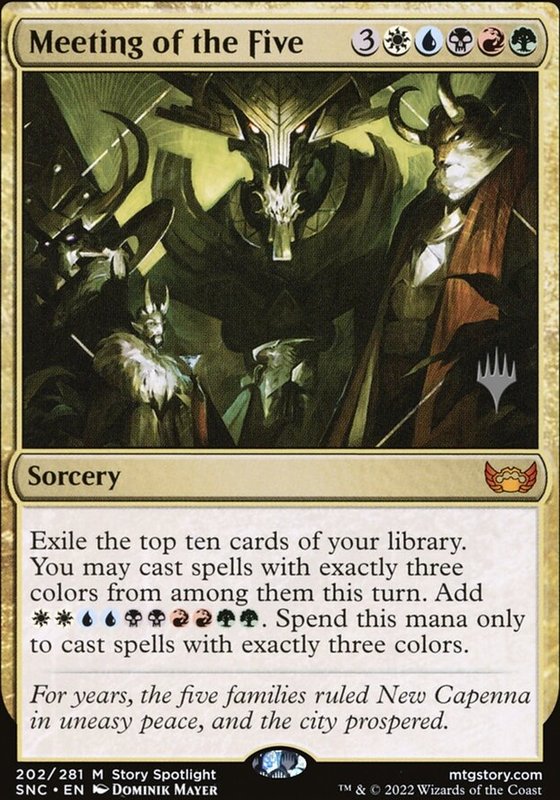 Meeting of the Five 3
Sorcery
Exile the top ten cards of your library.
You may cast spells with exactly three
colors from among them this turn. Add
. Spend this mana only
to cast spells with exactly three colors.
For years, the five families ruled New Capenna
in uneasy peace, and the city prospered.
202/281 M Story Spotlight mtgstory.com
SNC • EN Dominik Mayer ™ & © 2022 Wizards of the Coast